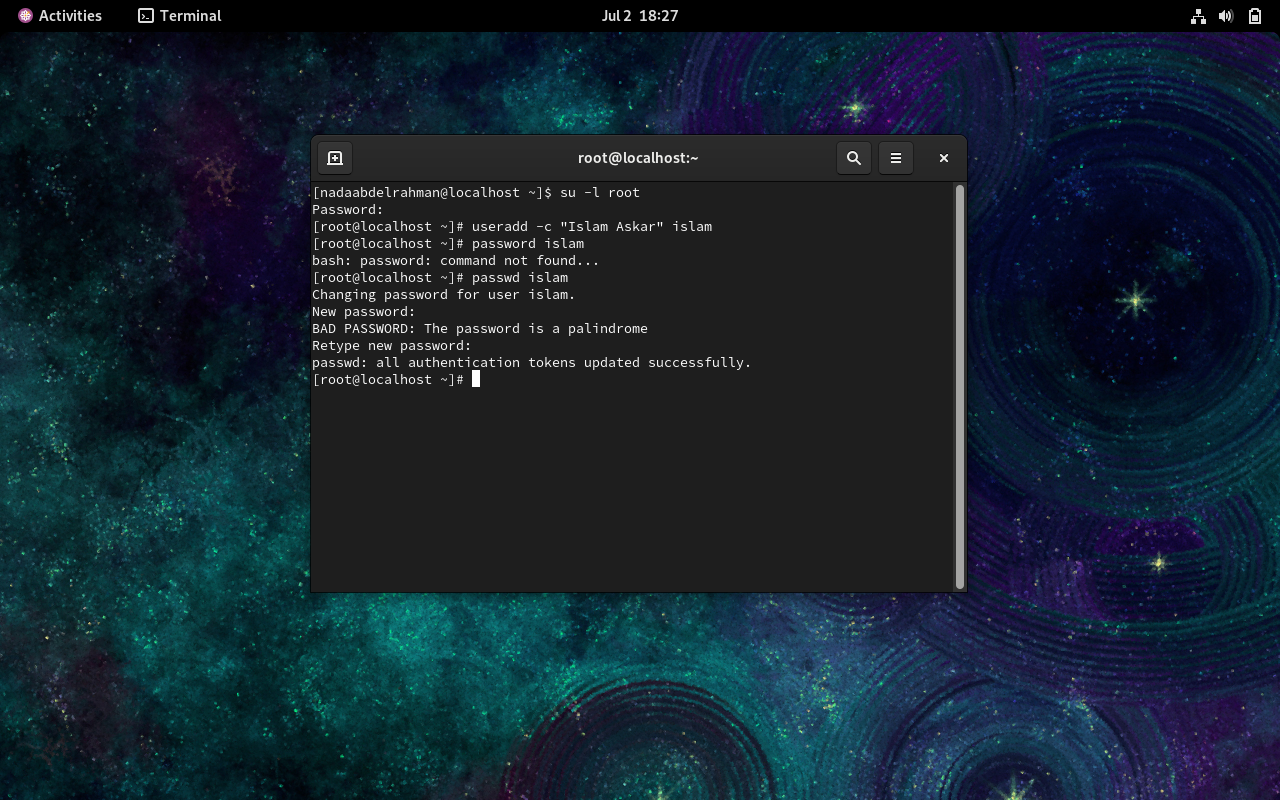 Activities Terminal Jul 2 18:27
root@localhost:~
[nadaabdelrahman@localhost ~]$ su -l root
Password:
[root@localhost ~]# useradd -c "Islam Askar" islam
[root@localhost ~]# password islam
bash: password: command not found...
[root@localhost ~]# passwd islam
Changing password for user islam.
New password:
BAD PASSWORD: The password is a palindrome
Retype new password:
passwd: all authentication tokens updated successfully.
[root@localhost ~]#